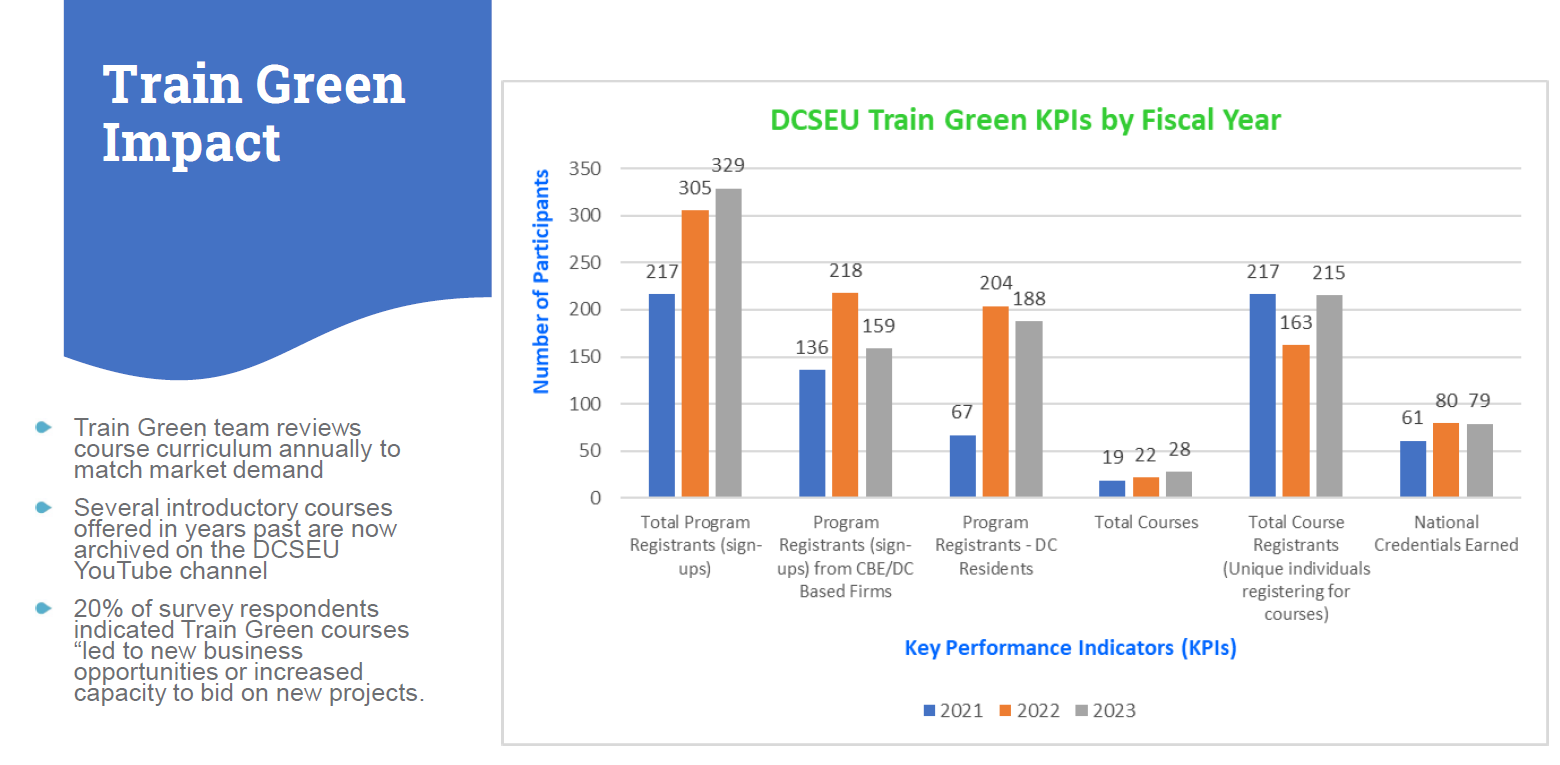 Train Green
Impact
Train Green team reviews
course curriculum annually to
match market demand
Several introductory courses
offered in years past are now
archived on the DCSEU
YouTube channel
20% of survey respondents
indicated Train Green courses
“led to new business
opportunities or increased
capacity to bid on new projects.
DCSEU Train Green KPIs by Fiscal Year
Number of Participants
350
300
250
200
150
100
50
0
217
305
329
136
218
159
67
204
188
19
22
28
217
163
215
61
80
79
Total Program
Registrants (sign-
ups)
Program
Registrants (sign-
ups) from CBE/DC
Based Firms
Program
Registrants - DC
Residents
Total Courses
Total Course
Registrants
(Unique individuals
registering for
courses)
National
Credentials Earned
Key Performance Indicators (KPIs)
2021 2022 2023